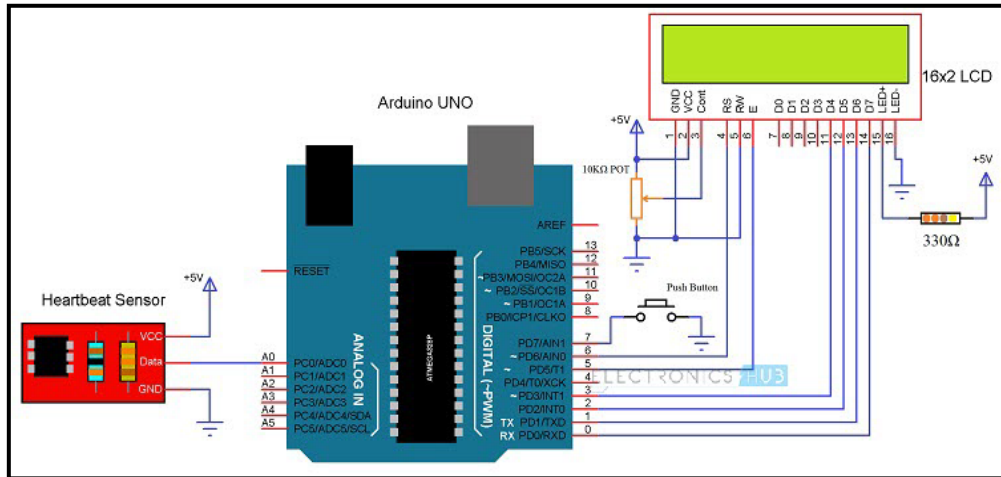 16x2 LCD
Arduino UNO
GND
VCC
Cont
RS
RW
E
D0
D1
D2
D3
D4
D5
D6
D7
LED+
LED-
1
2
3
4
5
6
7
8
9
10
11
12
13
14
15
16
+5V
+5V
10KΩ POT
330Ω
AREF
PB5/SCK 13
PB4/MISO 12
~PB3/MOSI/OC2A 11
~ PB2/SS/OC1B 10
~ PB1/OC1A 9
PB0/ICP1/CLKO 8
RESET
+5V
Heartbeat Sensor
VCC
Data
GND
Push Button
PD7/AIN1 7
~ PD6/AIN0 6
~ PD5/T1 5
PD4/T0/XCK 4
~ PD3/INT1 3
PD2/INT0 2
TX PD1/TXD 1
RX PD0/RXD 0
A0 PC0/ADC0
A1 PC1/ADC1
A2 PC2/ADC2
A3 PC3/ADC3
A4 PC4/ADC4/SDA
A5 PC5/ADC5/SCL
ANALOG IN
ATMEGA328P
DIGITAL (~PWM)
ELECTRONICS HUB